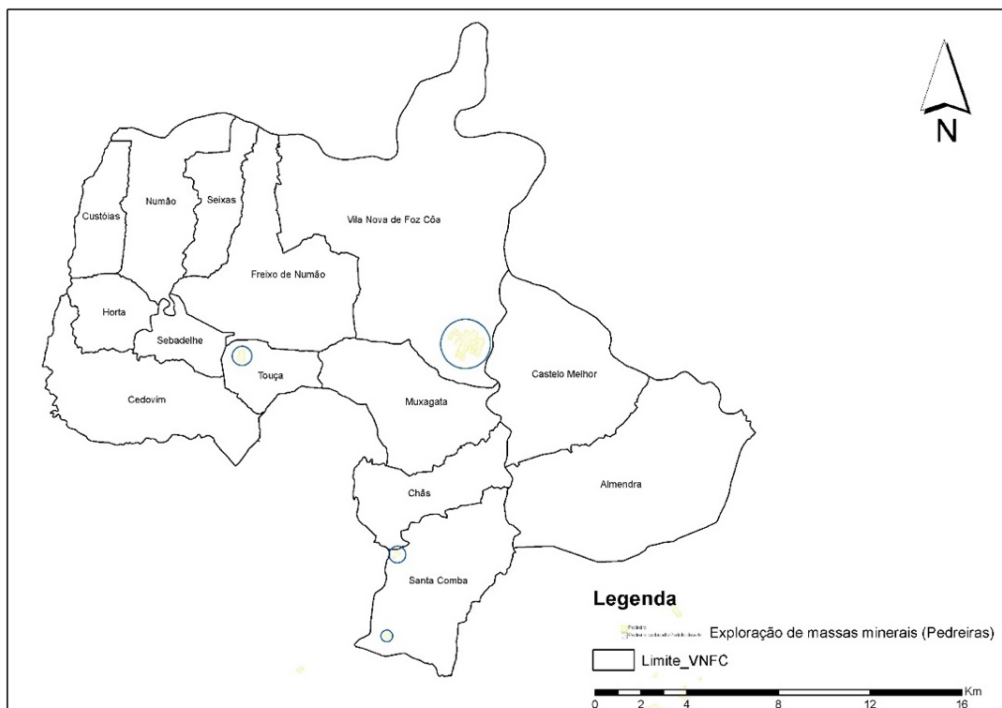 N
Seixas
Numão
Custóias
Vila Nova de Foz Côa
Freixo de Numão
Horta
Sebadelhe
Castelo Melhor
Touça
Cedovim
Muxagata
Almendra
Chãs
Santa Comba
Legenda
Exploração de massas minerais (Pedreiras)
Limite_VNFC
Km
0 2 4 8 12 16